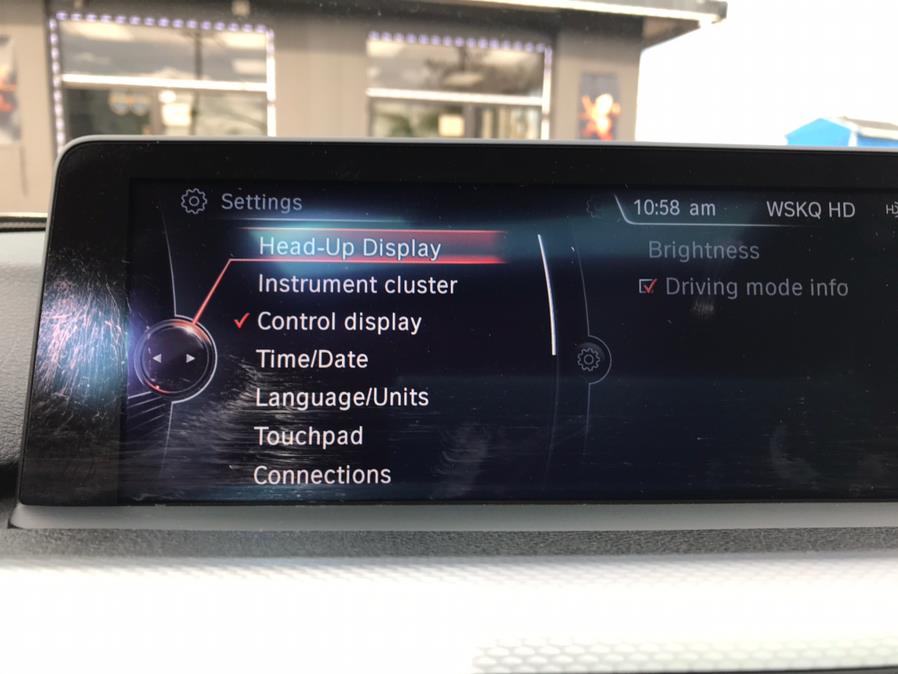 Settings
10:58 am
WSKQ HD
Head-Up Display
Instrument cluster
Control display
Time/Date
Language/Units
Touchpad
Connections
Brightness
Driving mode info